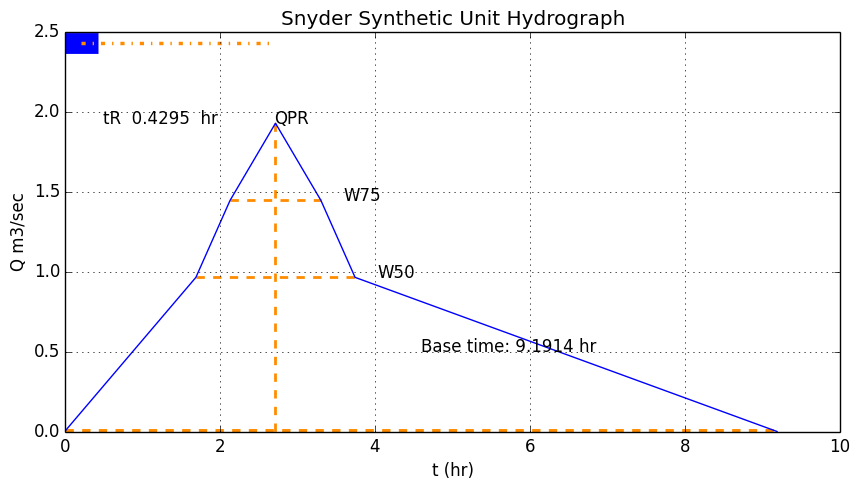 Snyder Synthetic Unit Hydrograph
2.5
tR  0.4295  hr
QPR
2.0
W75
1.5
W50
1.0
Base time: 9.1914 hr
0.5
0.0
Q m3/sec
0 2 4 6 8 10
t (hr)